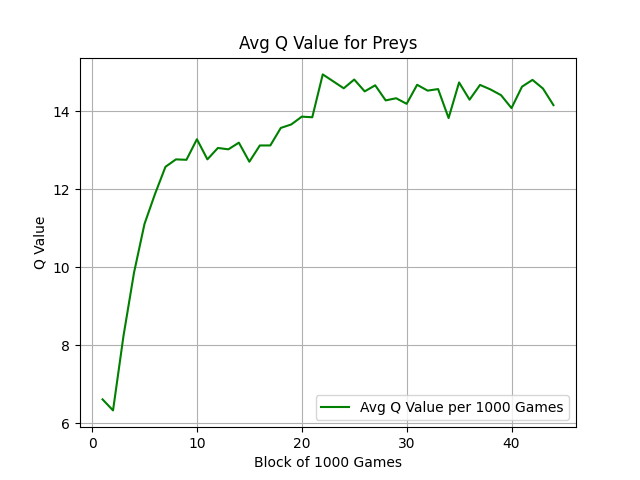 Avg Q Value for Preys
14
12
10
8
6
Q Value
0 10 20 30 40
Block of 1000 Games
Avg Q Value per 1000 Games